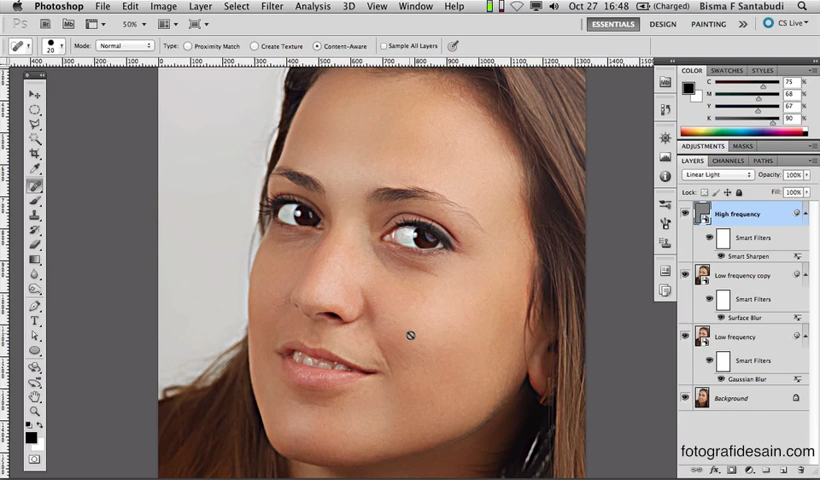 Photoshop File Edit Image Layer Select Filter Analysis 3D View Window Help Oct 27 16:48 (Charged) Bisma F Santabudi
Ps Br Mb 50% ESSENTIALS DESIGN PAINTING >> CS Live
20 Mode: Normal Type: Proximity Match Create Texture Content-Aware Sample All Layers
COLOR SWATCHES STYLES
C 75 %
M 68 %
Y 67 %
K 90 %
ADJUSTMENTS MASKS
LAYERS CHANNELS PATHS
Linear Light Opacity: 100%
Lock: Fill: 100%
High frequency
Smart Filters
Smart Sharpen
Low frequency copy
Smart Filters
Surface Blur
Low frequency
Smart Filters
Gaussian Blur
Background
fotografidesain.com